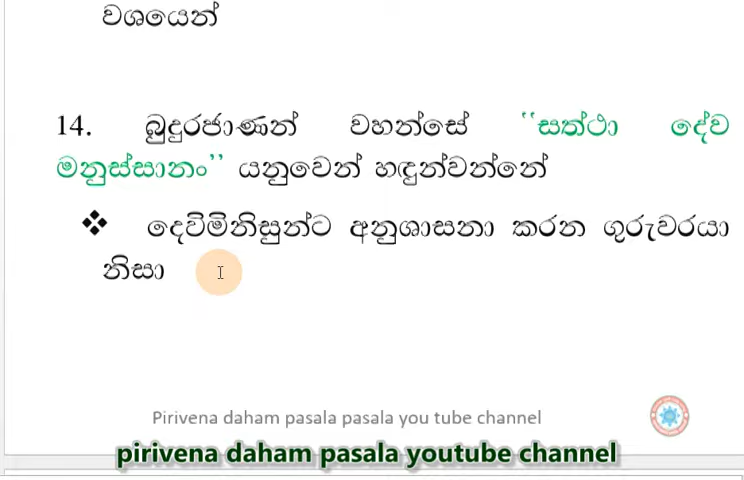 වශයෙන්
14. බුදුරජාණන් වහන්සේ ‘‘සත්ථා දේව
මනුස්සානං’’ යනුවෙන් හඳුන්වන්නේ
❖ දෙව්මිනිසුන්ට අනුශාසනා කරන ගුරුවරයා
නිසා
Pirivena daham pasala pasala you tube channel
pirivena daham pasala youtube channel